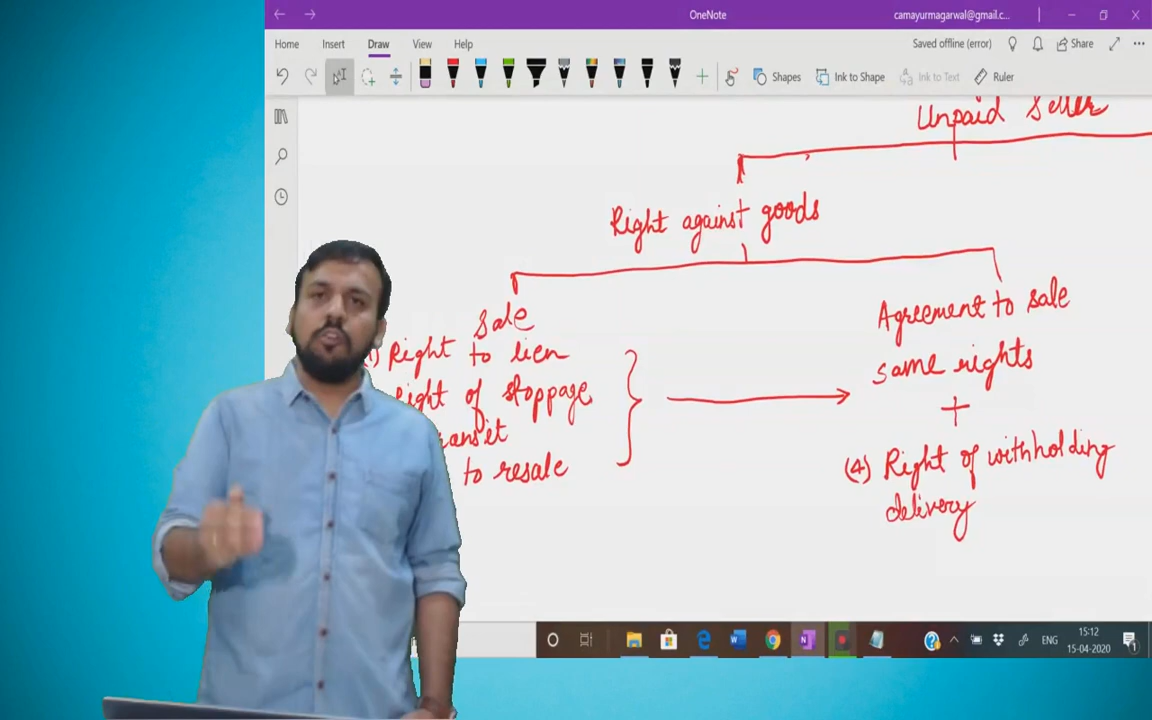 OneNote
camayurmagarwal@gmail.c...
Home Insert Draw View Help
Saved offline (error)
Share
Shapes
Ink to Shape
Ink to Text
Ruler
Unpaid Seller
Right against goods
Sale
1) Right to lien
Right of stoppage
transit
to resale
Agreement to sale
same rights
+
(4) Right of withholding
delivery
ENG
15:12
15-04-2020
1